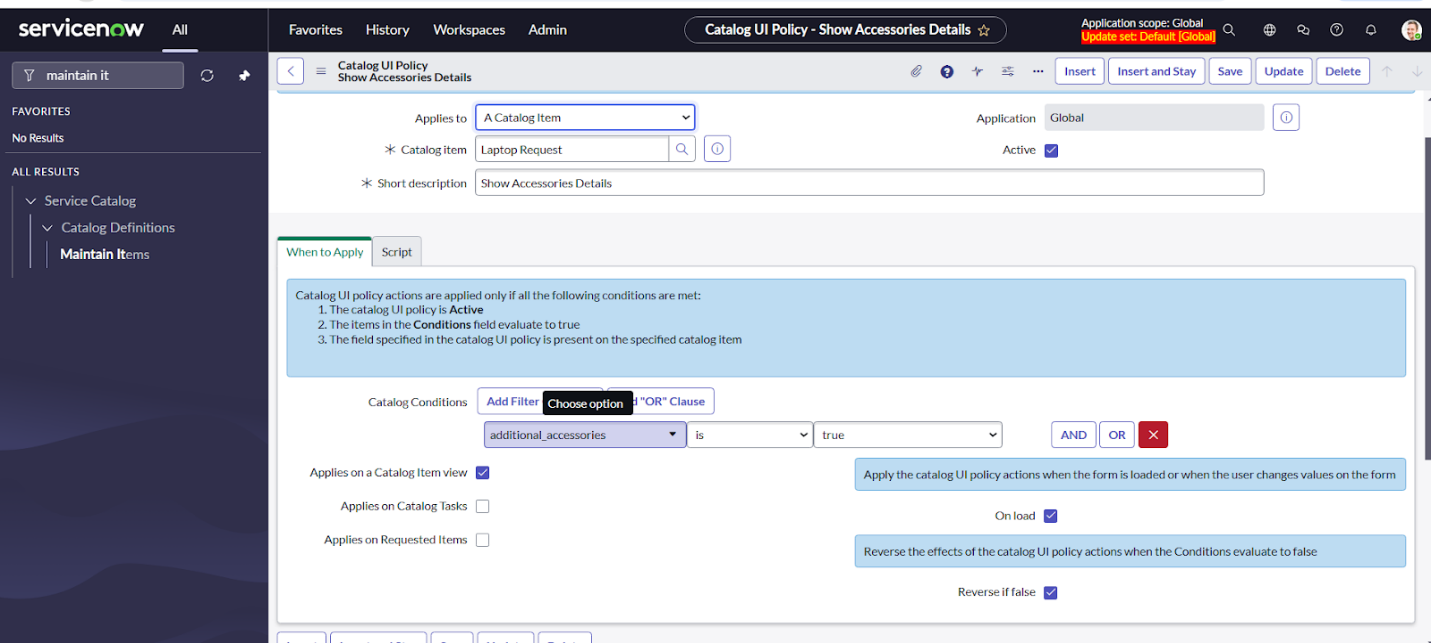 servicenow All Favorites History Workspaces Admin Catalog UI Policy - Show Accessories Details Application scope: Global
Update set: Default [Global]
maintain it
Catalog UI Policy
Show Accessories Details
Insert Insert and Stay Save Update Delete
FAVORITES
No Results
ALL RESULTS
Service Catalog
Catalog Definitions
Maintain Items
Applies to A Catalog Item Application Global
Catalog item Laptop Request Active
Short description Show Accessories Details
When to Apply Script
Catalog UI policy actions are applied only if all the following conditions are met:
1. The catalog UI policy is Active
2. The items in the Conditions field evaluate to true
3. The field specified in the catalog UI policy is present on the specified catalog item
Catalog Conditions Add Filter Choose option "OR" Clause
additional_accessories is true AND OR
Applies on a Catalog Item view Apply the catalog UI policy actions when the form is loaded or when the user changes values on the form
Applies on Catalog Tasks
On load
Applies on Requested Items
Reverse the effects of the catalog UI policy actions when the Conditions evaluate to false
Reverse if false